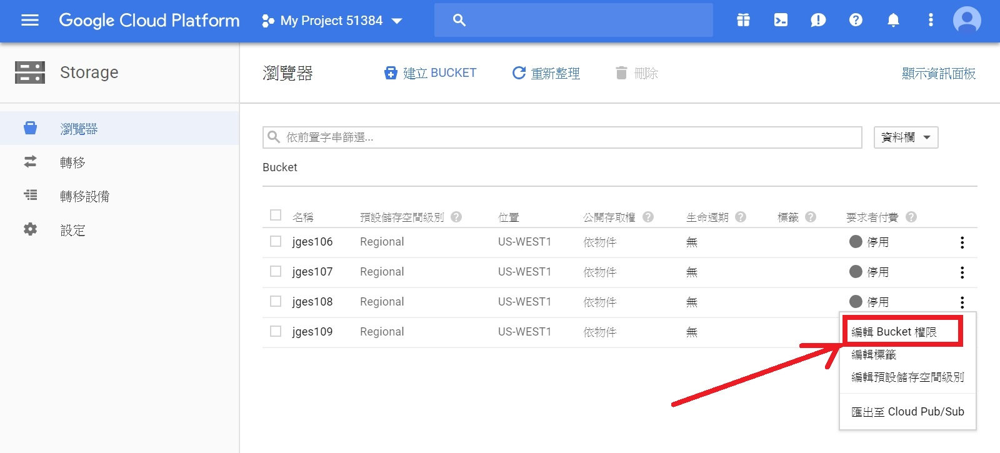 Google Cloud Platform My Project 51384
Storage
瀏覽器 建立 BUCKET 重新整理 刪除 顯示資訊面板
瀏覽器
轉移
轉移設備
設定
依前置字串篩選... 資料欄
Bucket
名稱 預設儲存空間級別 ? 位置 公開存取權 ? 生命週期 ? 標籤 ? 要求者付費 ?
jges106 Regional US-WEST1 依物件 無 停用
jges107 Regional US-WEST1 依物件 無 停用
jges108 Regional US-WEST1 依物件 無 停用
jges109 Regional US-WEST1 依物件 無
編輯 Bucket 權限
編輯標籤
編輯預設儲存空間級別
匯出至 Cloud Pub/Sub